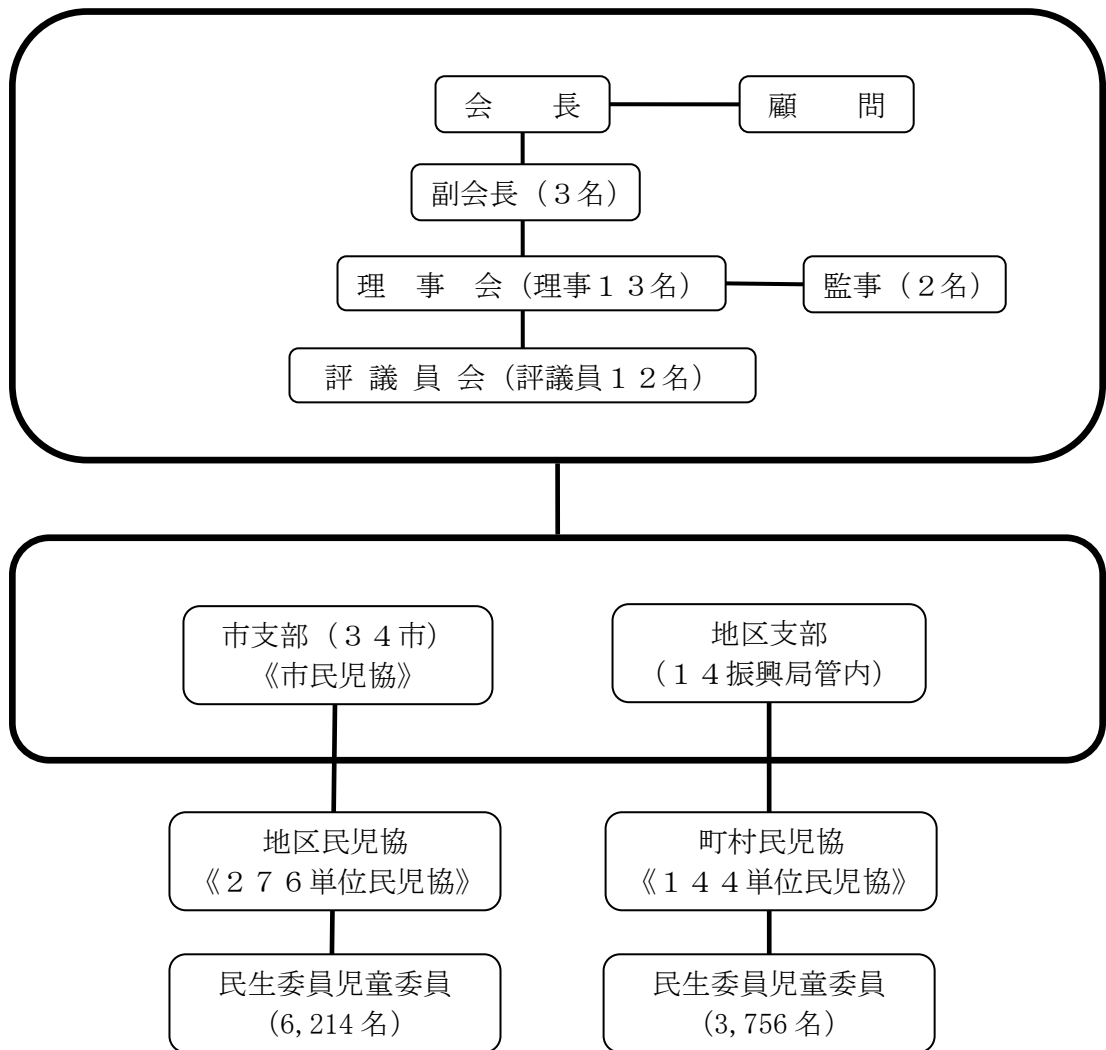 会　　長
顧　　問
副会長（３名）
理　事　会（理事１３名）
監事（２名）
評 議 員 会（評議員１２名）
市支部（３４市）
《市民児協》
地区支部
（１４振興局管内）
地区民児協
《２７６単位民児協》
町村民児協
《１４４単位民児協》
民生委員児童委員
(6,214 名)
民生委員児童委員
(3,756 名)